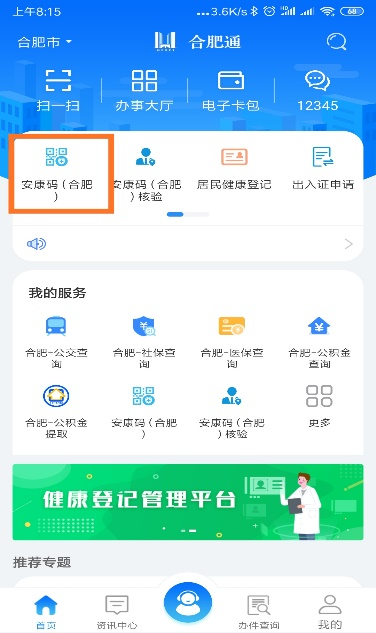 上午8:15
...3.6K/s
68
合肥市
合肥通
扫一扫
办事大厅
电子卡包
12345
安康码(合肥
)
安康码(合肥
)核验
居民健康登记
出入证申请
我的服务
合肥-公交查
询
合肥-社保查
询
合肥-医保查
询
合肥-公积金
查询
合肥-公积金
提取
安康码(合肥
)
安康码(合肥
)核验
更多
健康登记管理平台
推荐专题
首页
资讯中心
办件查询
我的